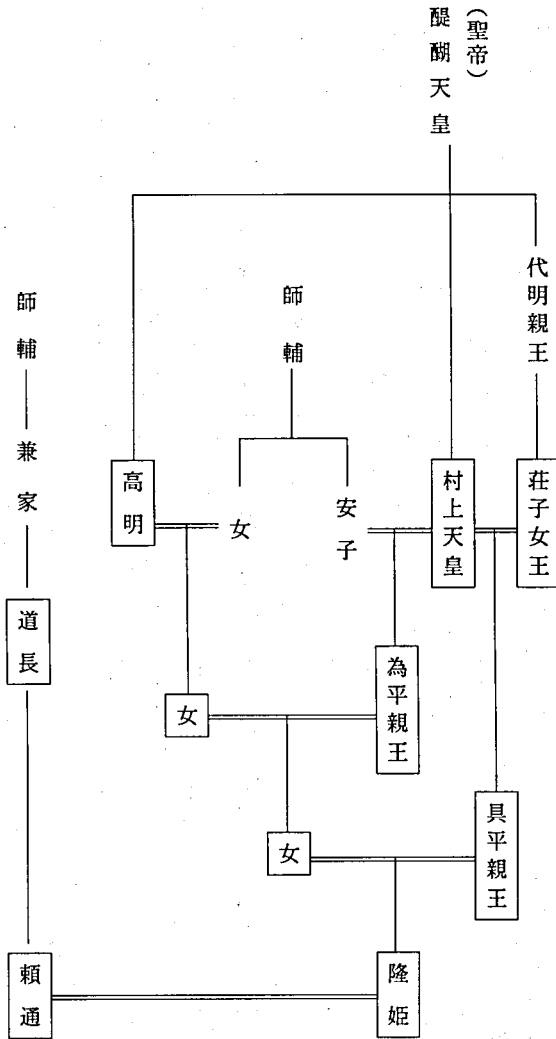 （聖帝）
醍醐天皇
代明親王
荘子女王
村上天皇
具平親王
師輔
安子
為平親王
隆姫
女
女
高明
女
師輔
兼家
道長
頼通